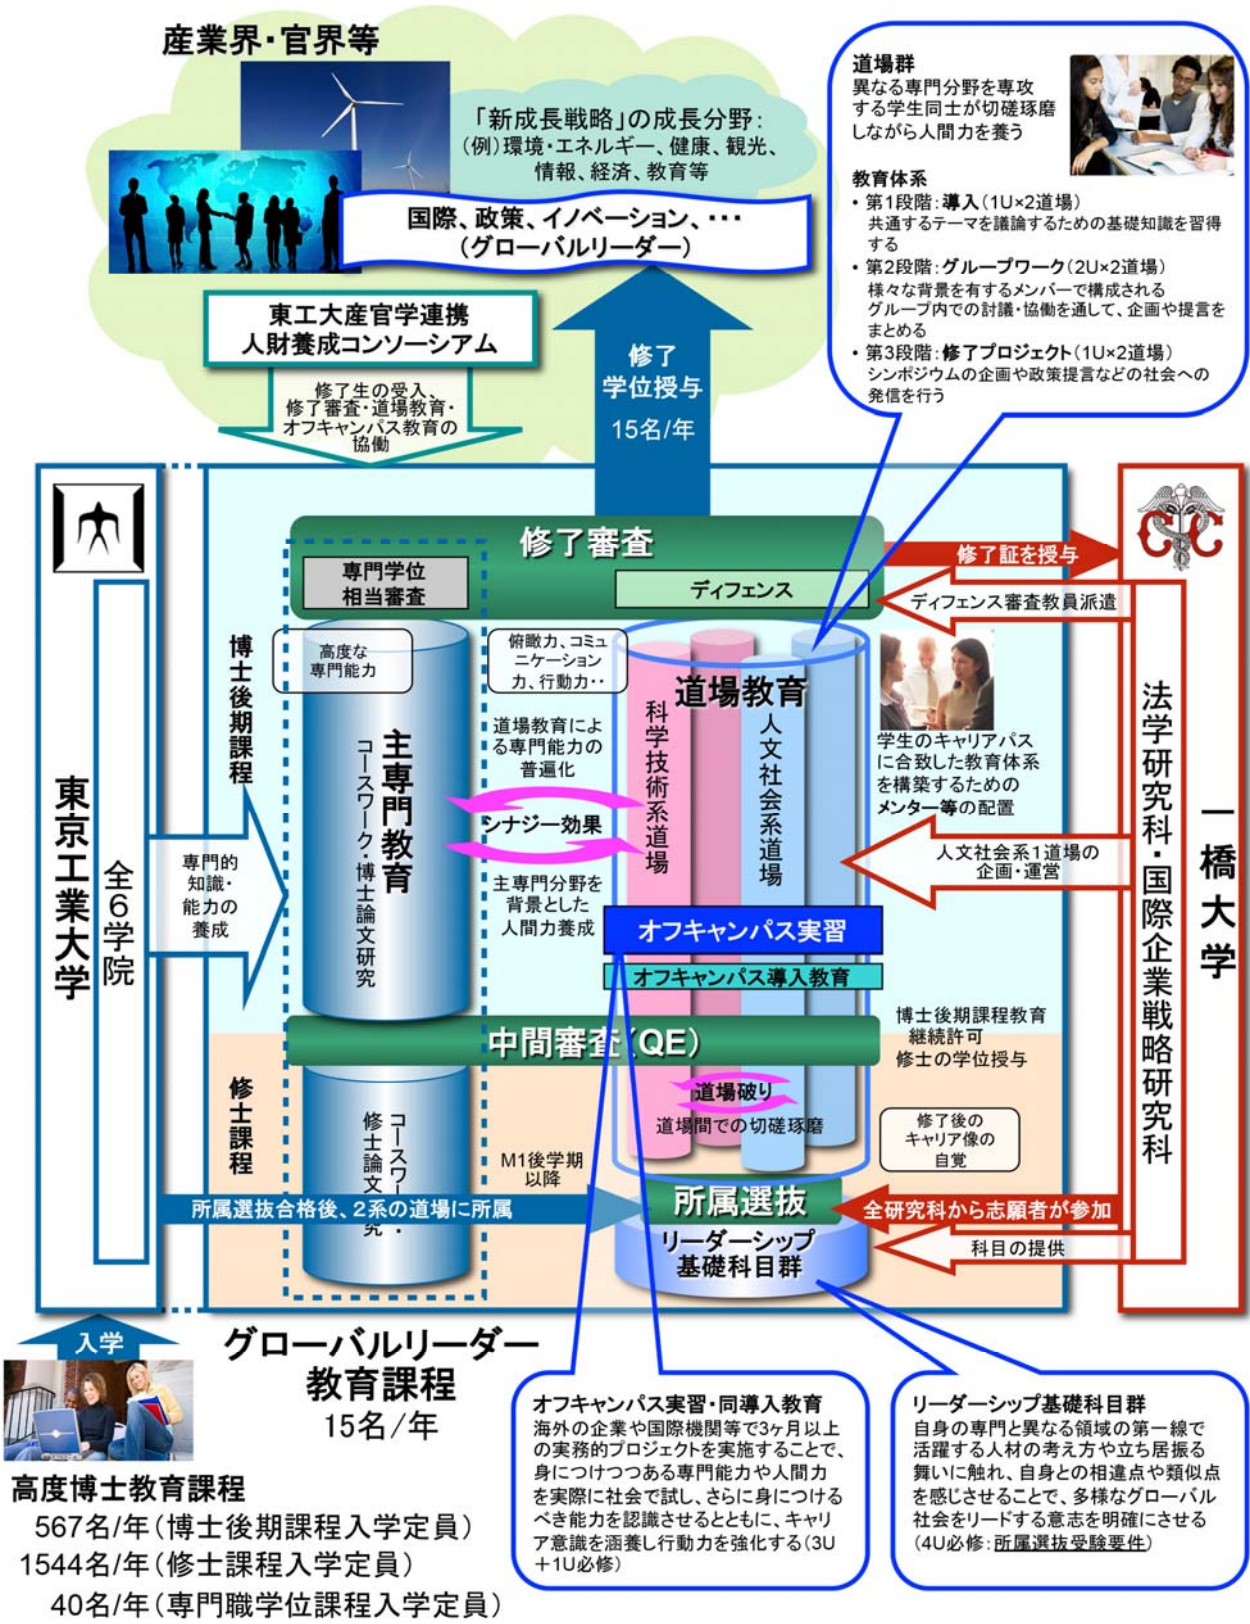 産業界・官界等
「新成長戦略」の成長分野:
(例)環境・エネルギー、健康、観光、
情報、経済、教育等
国際、政策、イノベーション、・・・
(グローバルリーダー)
東工大産官学連携
人財養成コンソーシアム
修了生の受入、
修了審査・道場教育・
オフキャンパス教育の
協働
修了
学位授与
15名/年
道場群
異なる専門分野を専攻
する学生同士が切磋琢磨
しながら人間力を養う
教育体系
・第1段階:導入(1U×2道場)
共通するテーマを議論するための基礎知識を習得
する
・第2段階:グループワーク(2U×2道場)
様々な背景を有するメンバーで構成される
グループ内での討議・協働を通して、企画や提言を
まとめる
・第3段階:修了プロジェクト(1U×2道場)
シンポジウムの企画や政策提言などの社会への
発信を行う
東京工業大学
全6学院
博士後期課程
専門的
知識・
能力の
養成
修士課程
修了審査
専門学位
相当審査
ディフェンス
高度な
専門能力
主専門教育
コースワーク・博士論文研究
俯瞰力、コミュ
ニケーション
力、行動力・・
道場教育によ
る専門能力の
普遍化
シナジー効果
主専門分野を
背景とした
人間力養成
道場教育
科学技術系道場
人文社会系道場
オフキャンパス実習
オフキャンパス導入教育
中間審査(QE)
道場破り
道場間での切磋琢磨
コースワーク・
修士論文研究
M1後学期
以降
所属選抜合格後、2系の道場に所属
所属選抜
リーダーシップ
基礎科目群
修了証を授与
ディフェンス審査教員派遣
学生のキャリアパス
に合致した教育体系
を構築するための
メンター等の配置
人文社会系1道場の
企画・運営
博士後期課程教育
継続許可
修士の学位授与
修了後の
キャリア像の
自覚
全研究科から志願者が参加
科目の提供
法学研究科・国際企業戦略研究科
一橋大学
入学
グローバルリーダー
教育課程
15名/年
高度博士教育課程
567名/年(博士後期課程入学定員)
1544名/年(修士課程入学定員)
40名/年(専門職学位課程入学定員)
オフキャンパス実習・同導入教育
海外の企業や国際機関等で3ヶ月以上
の実務的プロジェクトを実施することで、
身につけつつある専門能力や人間力
を実際に社会で試し、さらに身につける
べき能力を認識させるとともに、キャリ
ア意識を涵養し行動力を強化する(3U
+1U必修)
リーダーシップ基礎科目群
自身の専門と異なる領域の第一線で
活躍する人材の考え方や立ち居振る
舞いに触れ、自身との相違点や類似点
を感じさせることで、多様なグローバル
社会をリードする意志を明確にさせる
(4U必修:所属選抜受験要件)